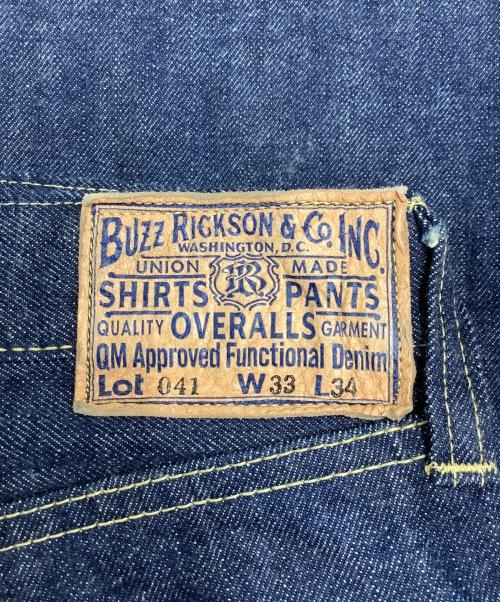 BUZZ RICKSON & Co. INC.
WASHINGTON, D.C.
UNION BR MADE
SHIRTS PANTS
QUALITY OVERALLS GARMENT
QM Approved Functional Denim
Lot 041 W33 L34